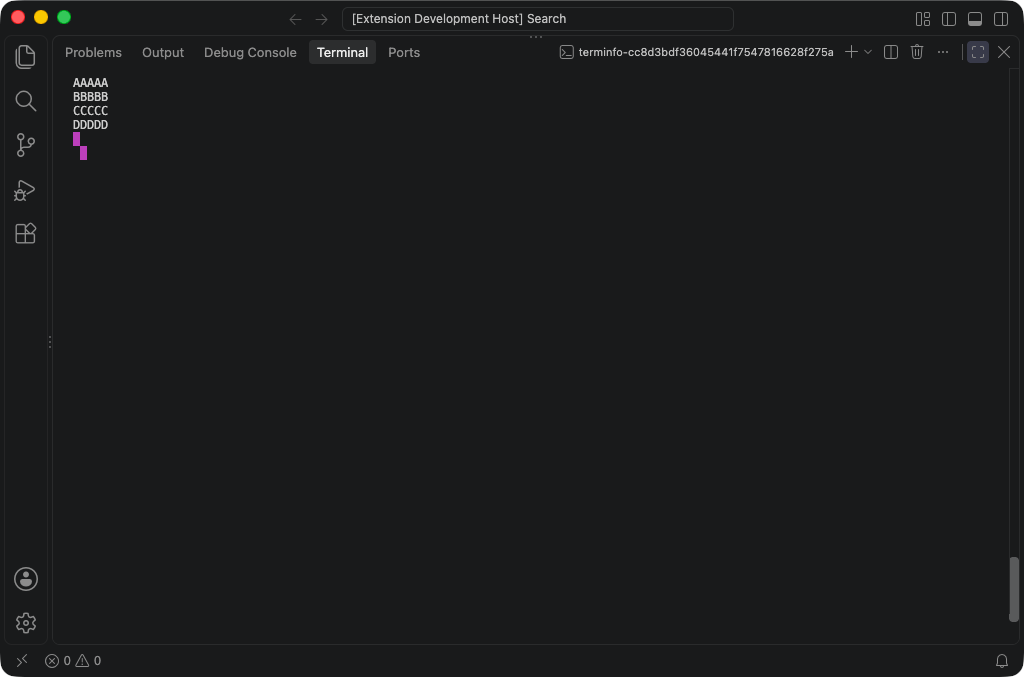 [Extension Development Host] Search
Problems Output Debug Console Terminal Ports terminfo-cc8d3bdf36045441f7547816628f275a
AAAAA
BBBBB
CCCCC
DDDDD
0 0